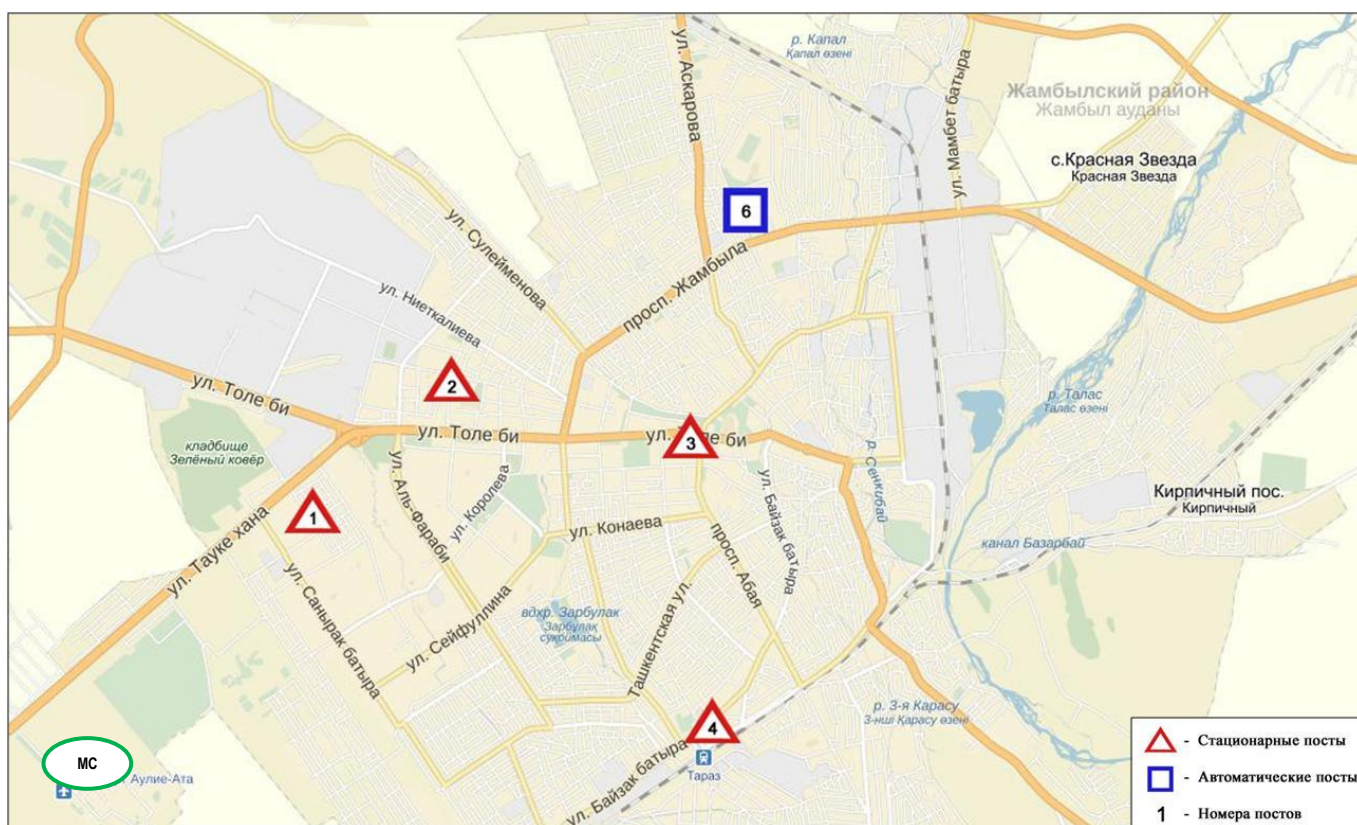 ул. Аскарова
р. Капал
Қапал өзені
Жамбылский район
Жамбыл ауданы
ул. Мамбет батыра
с.Красная Звезда
Красная Звезда
6
ул. Сулейменова
просп. Жамбыла
ул. Ниеткалиева
2
ул. Толе би
ул. Толе би
ул. Толе би
3
р. Талас
Талас өзені
кладбище
Зелёный ковёр
ул. Аль-Фараби
ул. Королева
ул. Байзак батыра
р. Сенкибай
Кирпичный пос.
Кирпичный
1
ул. Тауке хана
ул. Конаева
просп. Абая
канал Базарбай
ул. Санырак батыра
ул. Сейфуллина
вдхр. Зарбулак
Зарбулақ
суқоймасы
Ташкентская ул.
4
р. 3-я Карасу
3-нші Қарасу өзені
МС
Аулие-Ата
ул. Байзак батыра
Тараз
- Стационарные посты
- Автоматические посты
1 - Номера постов